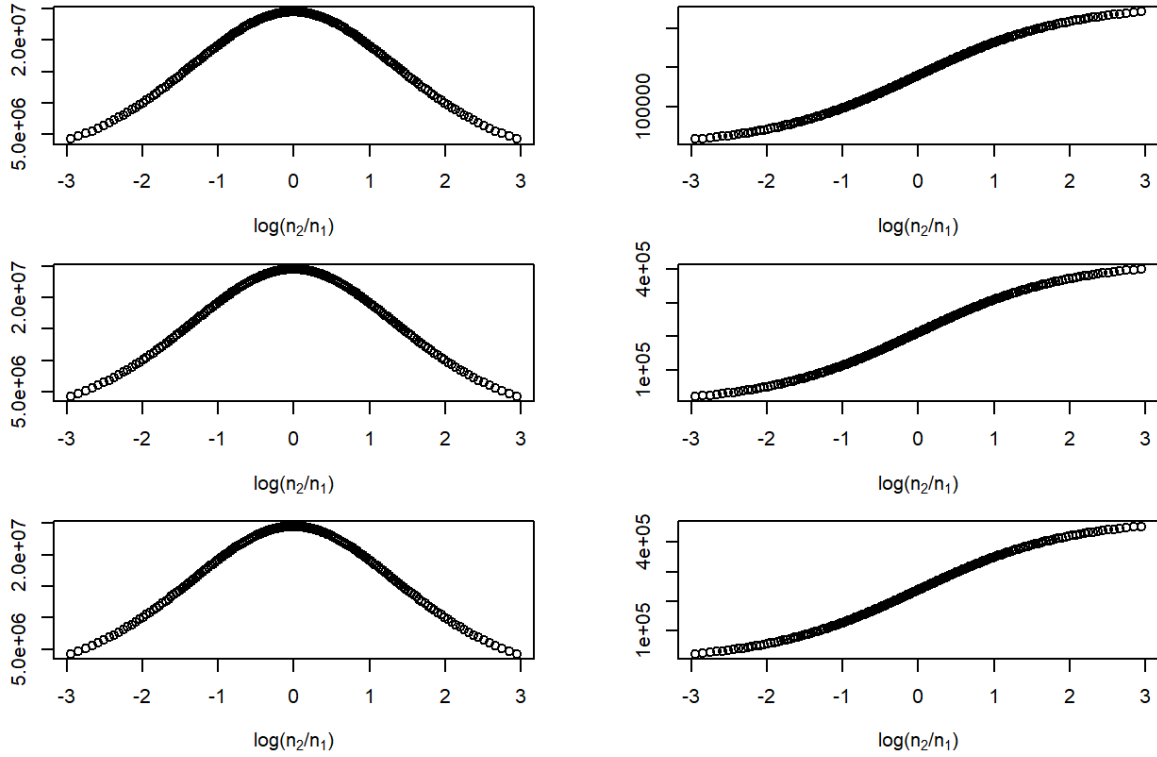 5.0e+06 2.0e+07
-3 -2 -1 0 1 2 3
log(n₂/n₁)
100000
-3 -2 -1 0 1 2 3
log(n₂/n₁)
5.0e+06 2.0e+07
-3 -2 -1 0 1 2 3
log(n₂/n₁)
1e+05 4e+05
-3 -2 -1 0 1 2 3
log(n₂/n₁)
5.0e+06 2.0e+07
-3 -2 -1 0 1 2 3
log(n₂/n₁)
1e+05 4e+05
-3 -2 -1 0 1 2 3
log(n₂/n₁)